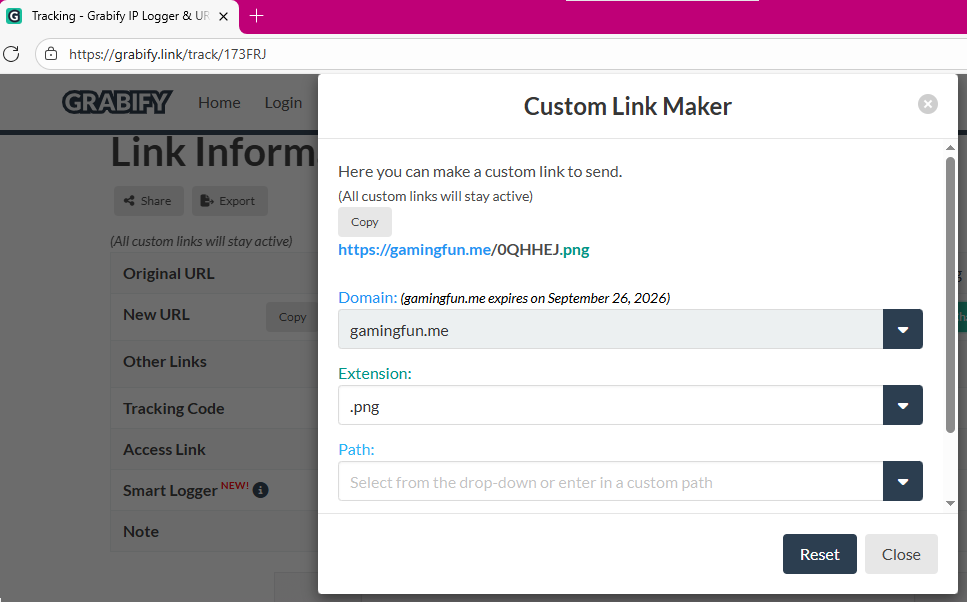 Tracking - Grabify IP Logger & UR
https://grabify.link/track/173FRJ
GRABIFY Home Login
Link Inform
Share Export
(All custom links will stay active)
Original URL
New URL Copy
Other Links
Tracking Code
Access Link
Smart Logger NEW!
Note
Custom Link Maker
Here you can make a custom link to send.
(All custom links will stay active)
Copy
https://gamingfun.me/0QHHEJ.png
Domain: (gamingfun.me expires on September 26, 2026)
gamingfun.me
Extension:
.png
Path:
Select from the drop-down or enter in a custom path
Reset Close